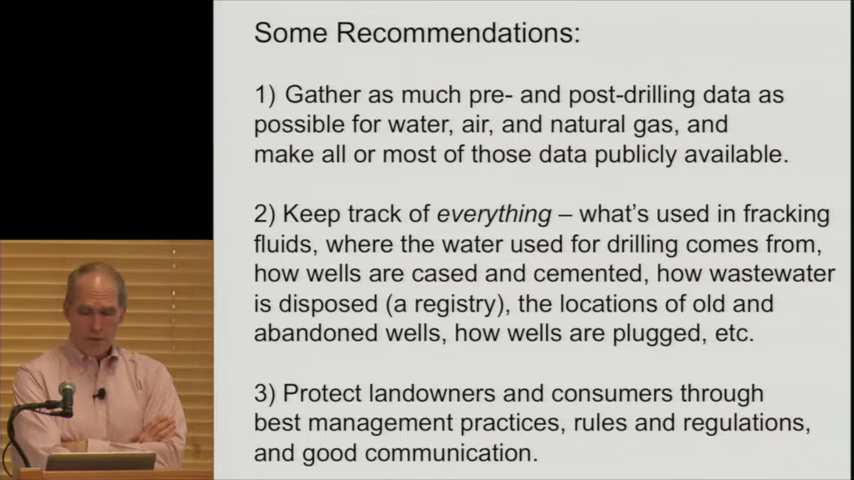 Some Recommendations:
1) Gather as much pre- and post-drilling data as
possible for water, air, and natural gas, and
make all or most of those data publicly available.
2) Keep track of everything – what's used in fracking
fluids, where the water used for drilling comes from,
how wells are cased and cemented, how wastewater
is disposed (a registry), the locations of old and
abandoned wells, how wells are plugged, etc.
3) Protect landowners and consumers through
best management practices, rules and regulations,
and good communication.